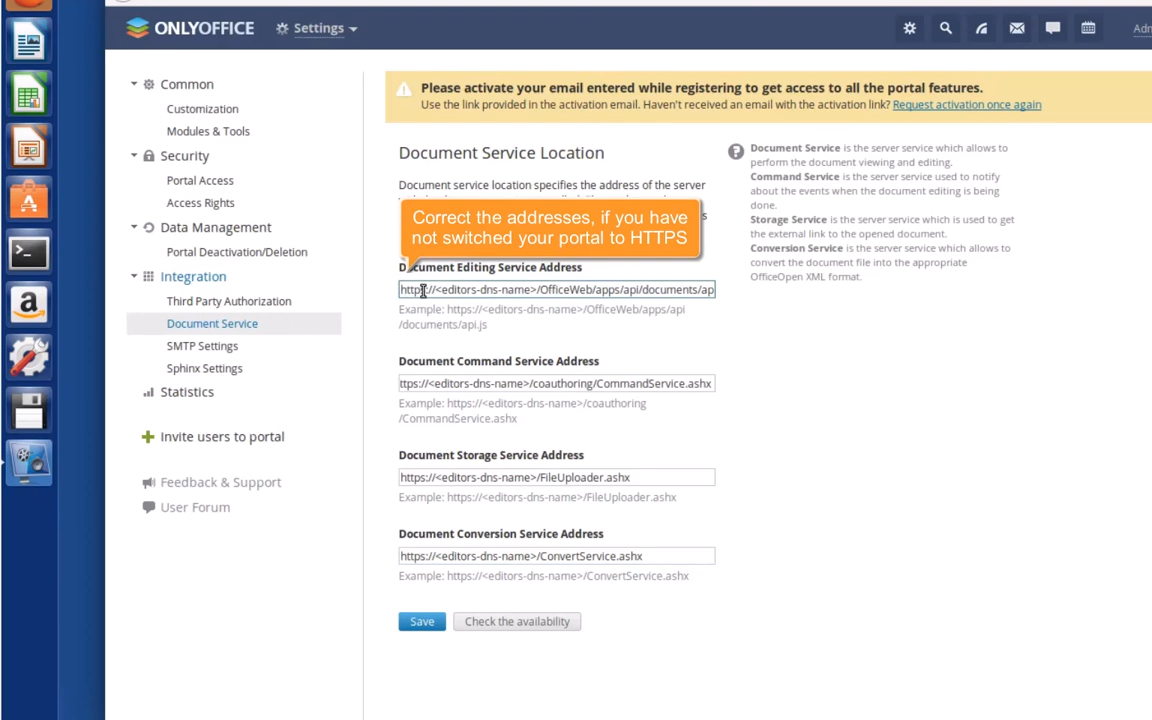 ONLYOFFICE
Settings
Adr
Please activate your email entered while registering to get access to all the portal features.
Use the link provided in the activation email. Haven't received an email with the activation link? Request activation once again
Common
Customization
Modules & Tools
Security
Portal Access
Access Rights
Data Management
Portal Deactivation/Deletion
Integration
Third Party Authorization
Document Service
SMTP Settings
Sphinx Settings
Statistics
Invite users to portal
Feedback & Support
User Forum
Document Service Location
Document service location specifies the address of the server
Correct the addresses, if you have
not switched your portal to HTTPS
Document Editing Service Address
https://<editors-dns-name>/OfficeWeb/apps/api/documents/ap
Example: https://<editors-dns-name>/OfficeWeb/apps/api
/documents/api.js
Document Command Service Address
ttps://<editors-dns-name>/coauthoring/CommandService.ashx
Example: https://<editors-dns-name>/coauthoring
/CommandService.ashx
Document Storage Service Address
https://<editors-dns-name>/FileUploader.ashx
Example: https://<editors-dns-name>/FileUploader.ashx
Document Conversion Service Address
https://<editors-dns-name>/ConvertService.ashx
Example: https://<editors-dns-name>/ConvertService.ashx
Save
Check the availability
Document Service is the server service which allows to
perform the document viewing and editing.
Command Service is the server service used to notify
about the events when the document editing is being
done.
Storage Service is the server service which is used to get
the external link to the opened document.
Conversion Service is the server service which allows to
convert the document file into the appropriate
OfficeOpen XML format.